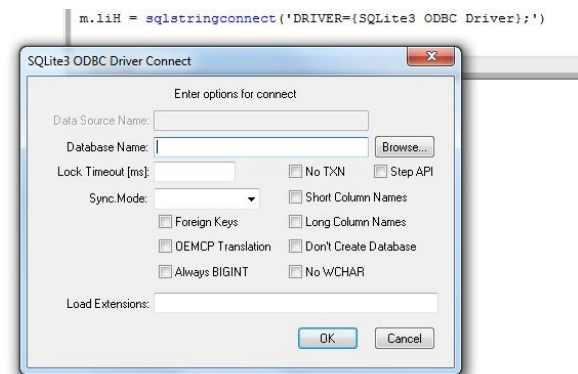 m.liH = sqlstringconnect('DRIVER={SQLite3 ODBC Driver};')
SQLite3 ODBC Driver Connect
Enter options for connect
Data Source Name:
Database Name:
Browse...
Lock Timeout [ms]:
No TXN
Step API
Sync.Mode:
Short Column Names
Foreign Keys
Long Column Names
OEMCP Translation
Don't Create Database
Always BIGINT
No WCHAR
Load Extensions:
OK
Cancel